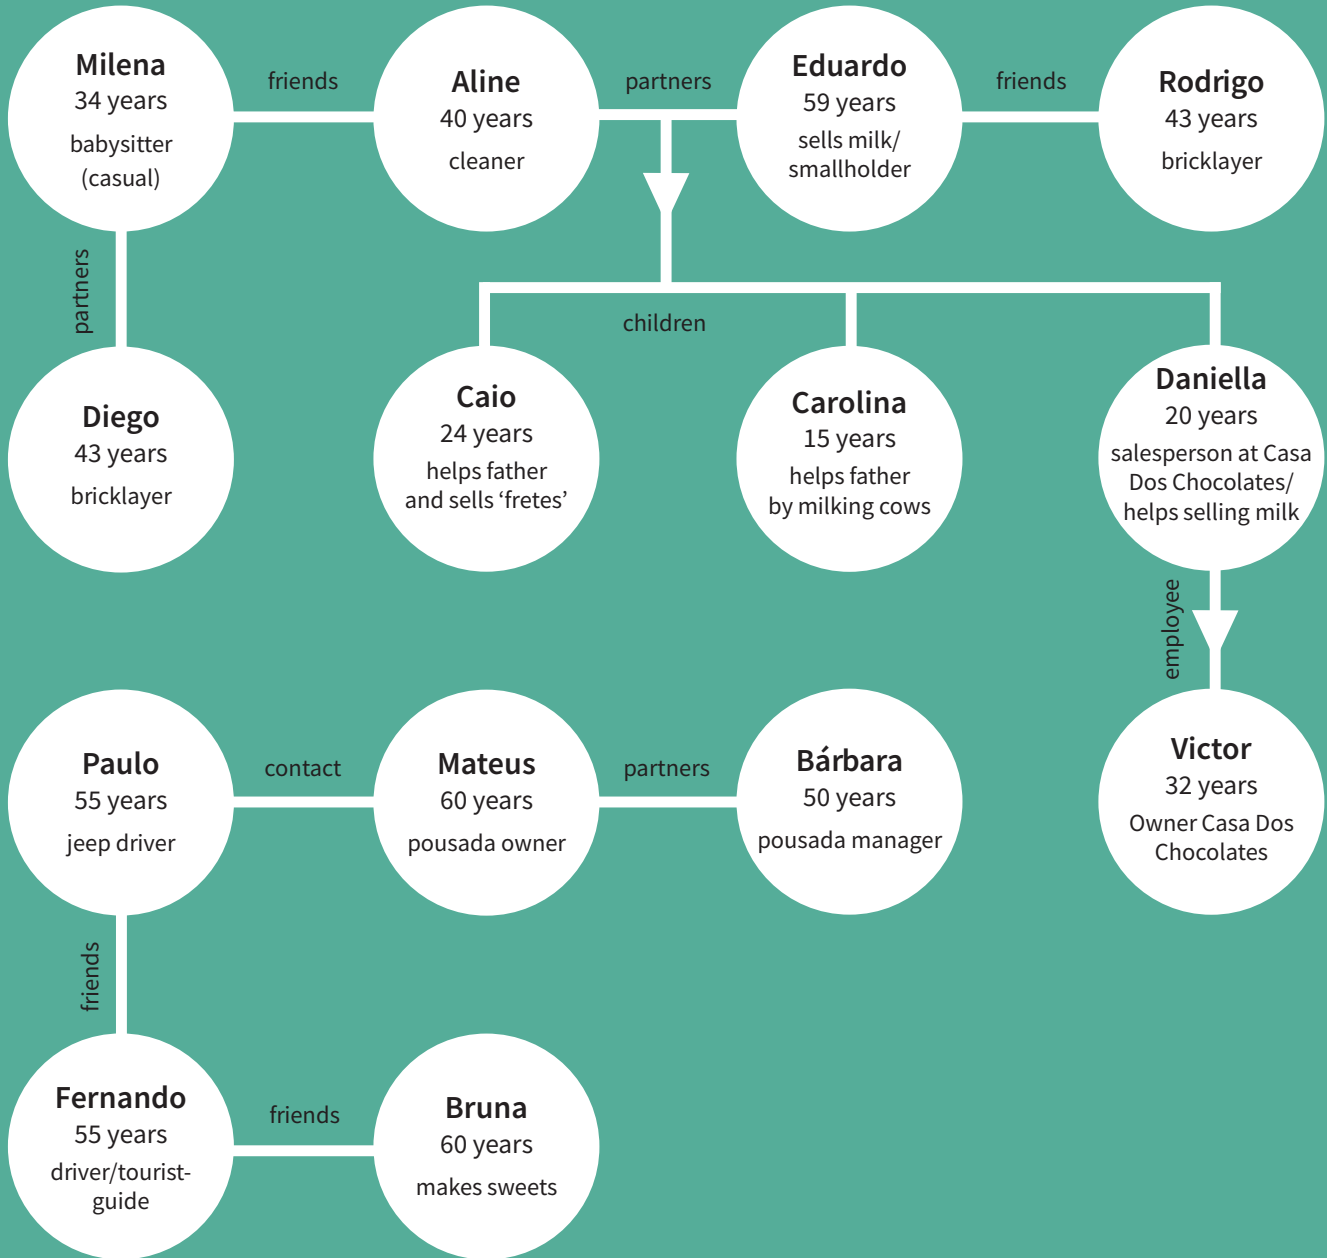 Milena
34 years
babysitter
(casual)
friends
Aline
40 years
cleaner
partners
Eduardo
59 years
sells milk/
smallholder
friends
Rodrigo
43 years
bricklayer
partners
children
Diego
43 years
bricklayer
Caio
24 years
helps father
and sells ‘fretes’
Carolina
15 years
helps father
by milking cows
Daniella
20 years
salesperson at Casa
Dos Chocolates/
helps selling milk
employee
Paulo
55 years
jeep driver
contact
Mateus
60 years
pousada owner
partners
Bárbara
50 years
pousada manager
Victor
32 years
Owner Casa Dos
Chocolates
friends
Fernando
55 years
driver/tourist-
guide
friends
Bruna
60 years
makes sweets